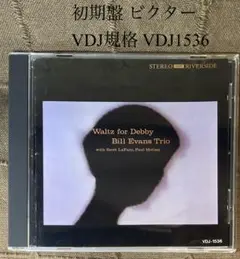 初期盤 ビクター
VDJ規格 VDJ1536
STEREO RIVERSIDE
Waltz for Debby
Bill Evans Trio
with Scott LaFaro, Paul Motian
VDJ-1536